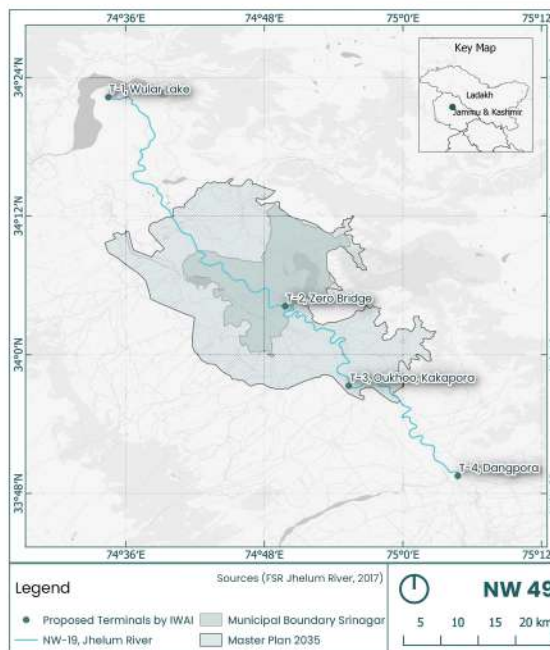 74°36'E 74°48'E 75°0'E 75°12
34°24'N
34°12'N
34°0'N
33°48'N
Key Map
Ladakh
Jammu & Kashmir
T-1, Wular Lake
T-2, Zero Bridge
T-3, Oukhoo, Kakapora
T-4, Dangpora
74°36'E 74°48'E 75°0'E 75°12
Legend
Sources (FSR Jhelum River, 2017)
Proposed Terminals by IWAI
Municipal Boundary Srinagar
NW-19, Jhelum River
Master Plan 2035
NW 49
5 10 15 20 km